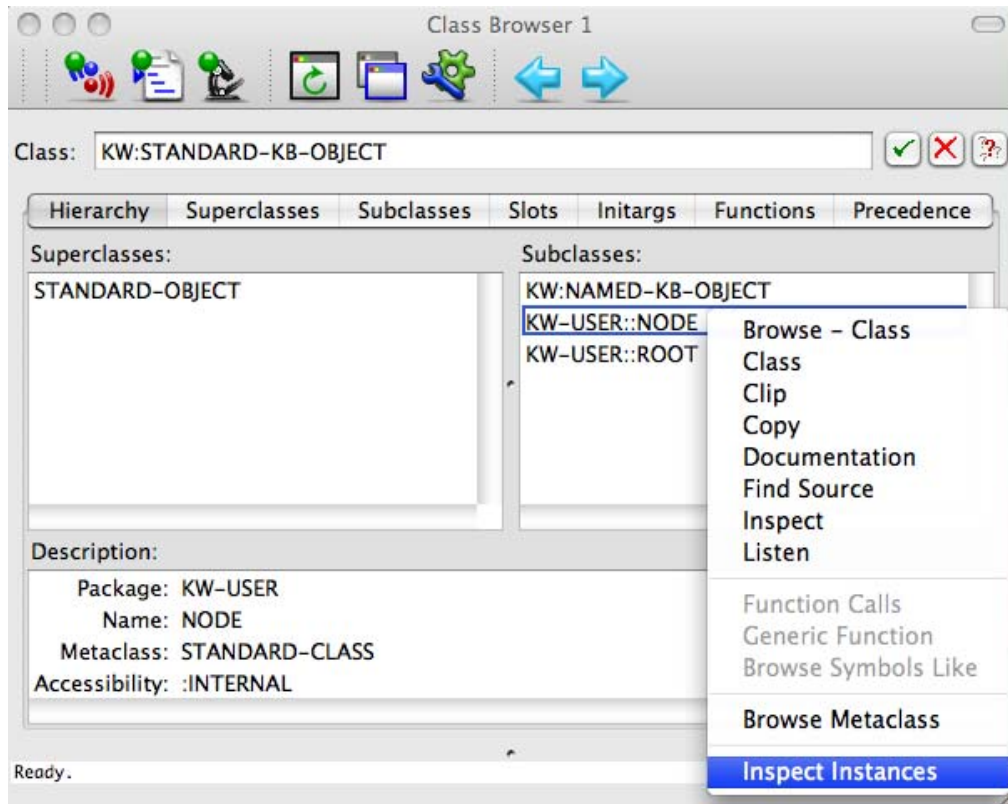 Class Browser 1
Class: KW:STANDARD-KB-OBJECT
Hierarchy Superclasses Subclasses Slots Initargs Functions Precedence
Superclasses:
STANDARD-OBJECT
Subclasses:
KW:NAMED-KB-OBJECT
KW-USER::NODE
KW-USER::ROOT
Browse - Class
Class
Clip
Copy
Documentation
Find Source
Inspect
Listen
Function Calls
Generic Function
Browse Symbols Like
Browse Metaclass
Inspect Instances
Description:
Package: KW-USER
Name: NODE
Metaclass: STANDARD-CLASS
Accessibility: :INTERNAL
Ready.